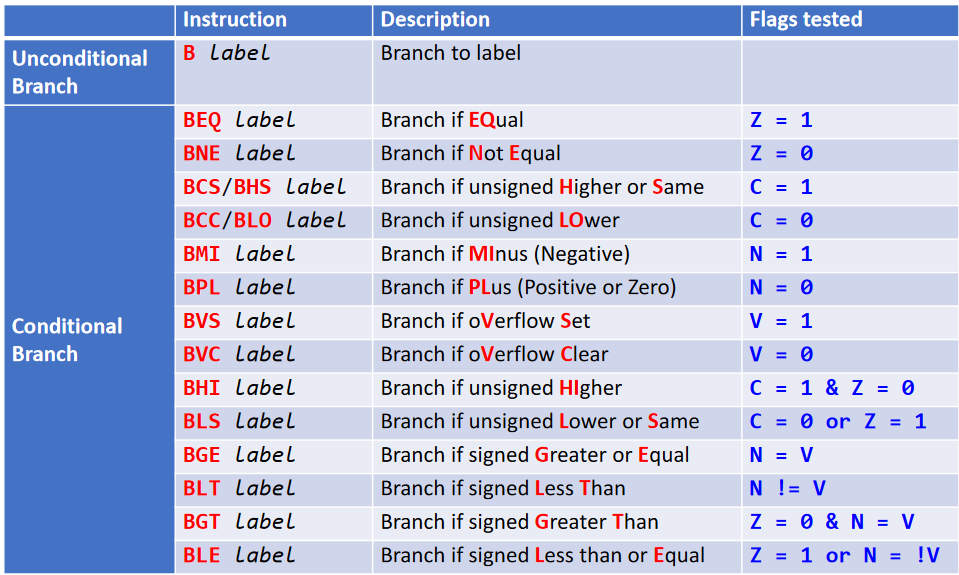 Instruction Description Flags tested
Unconditional Branch B label Branch to label
Conditional Branch
BEQ label Branch if EQual Z = 1
BNE label Branch if Not Equal Z = 0
BCS/BHS label Branch if unsigned Higher or Same C = 1
BCC/BLO label Branch if unsigned LOwer C = 0
BMI label Branch if MInus (Negative) N = 1
BPL label Branch if PLus (Positive or Zero) N = 0
BVS label Branch if oVerflow Set V = 1
BVC label Branch if oVerflow Clear V = 0
BHI label Branch if unsigned HIgher C = 1 & Z = 0
BLS label Branch if unsigned Lower or Same C = 0 or Z = 1
BGE label Branch if signed Greater or Equal N = V
BLT label Branch if signed Less Than N != V
BGT label Branch if signed Greater Than Z = 0 & N = V
BLE label Branch if signed Less than or Equal Z = 1 or N = !V